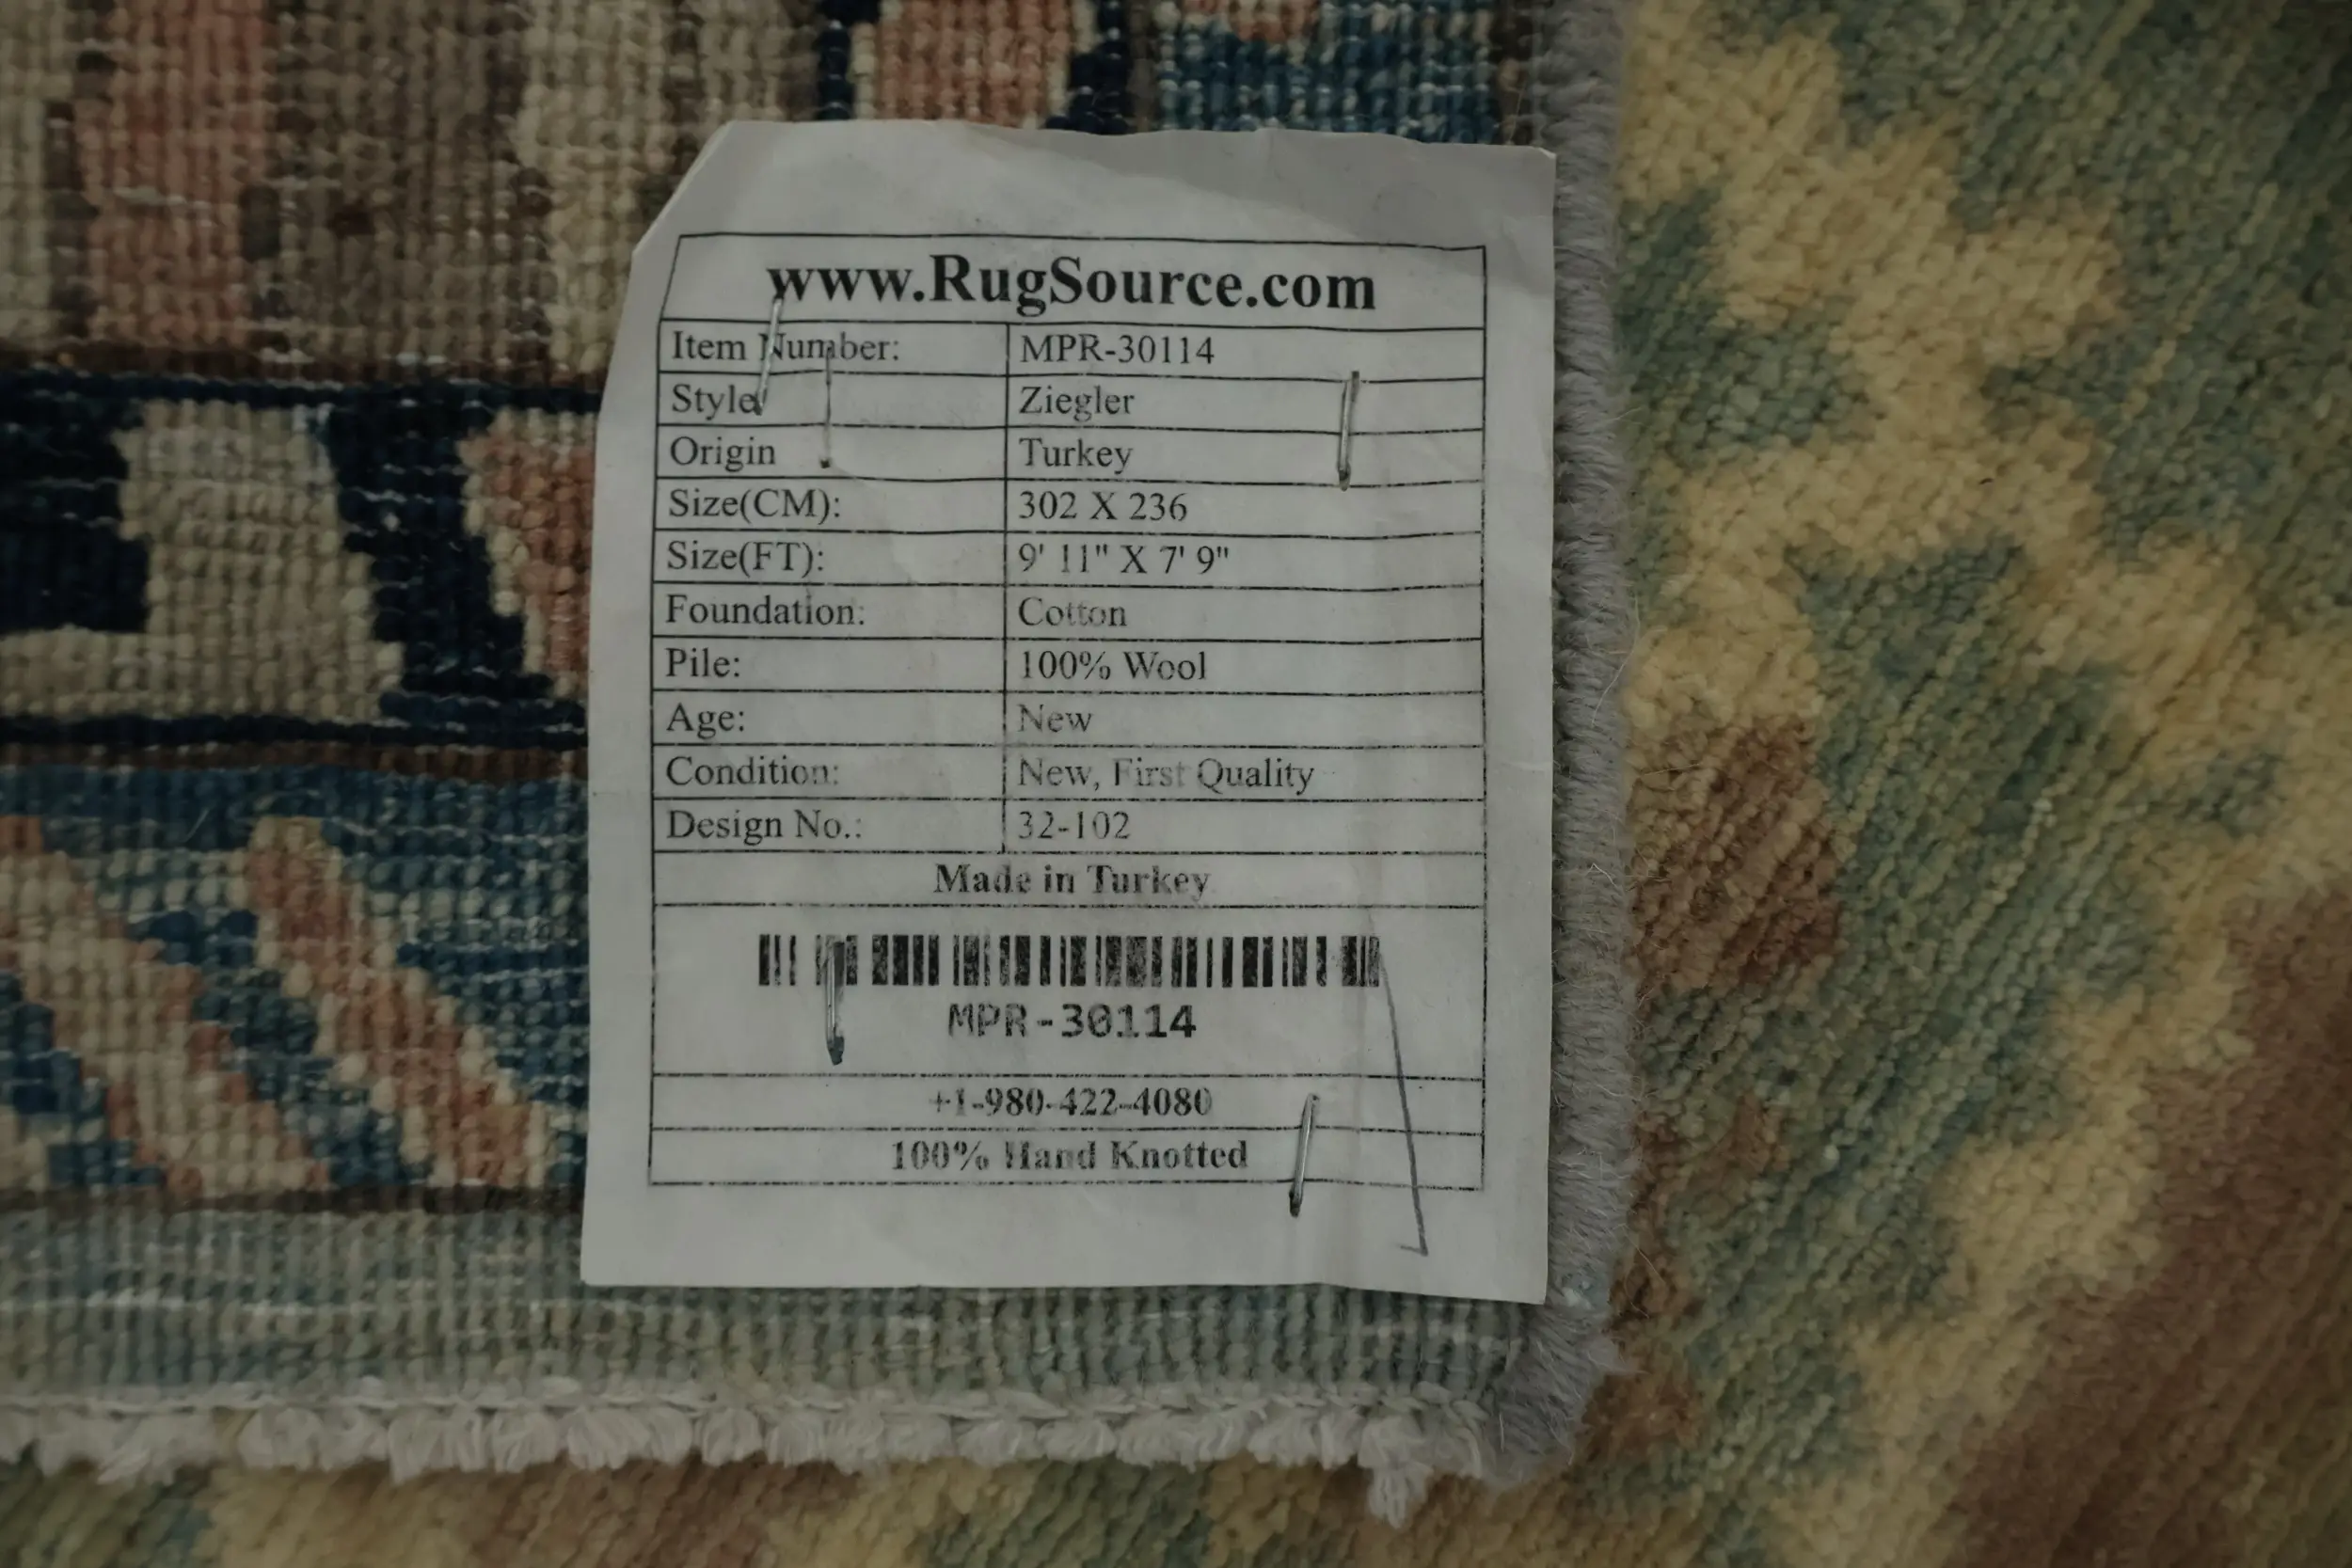 www.RugSource.com
Item Number: MPR-30114
Style Ziegler
Origin Turkey
Size(CM): 302 X 236
Size(FT): 9' 11" X 7' 9"
Foundation: Cotton
Pile: 100% Wool
Age: New
Condition: New, First Quality
Design No.: 32-102
Made in Turkey
MPR-30114
+1-980-422-4080
100% Hand Knotted